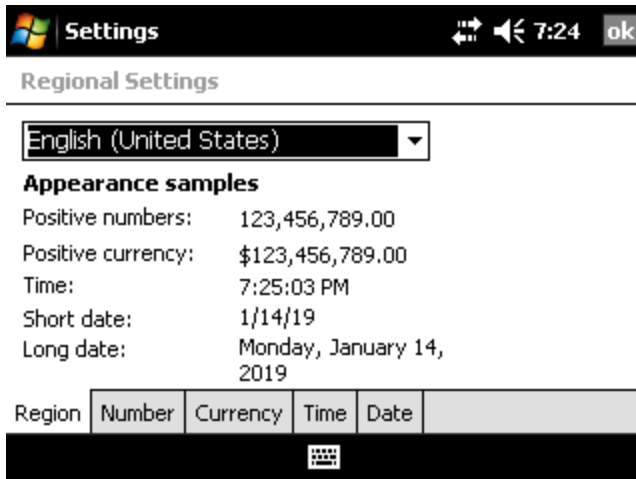 Settings 7:24 ok
Regional Settings
English (United States)
Appearance samples
Positive numbers: 123,456,789.00
Positive currency: $123,456,789.00
Time: 7:25:03 PM
Short date: 1/14/19
Long date: Monday, January 14,
2019
Region Number Currency Time Date